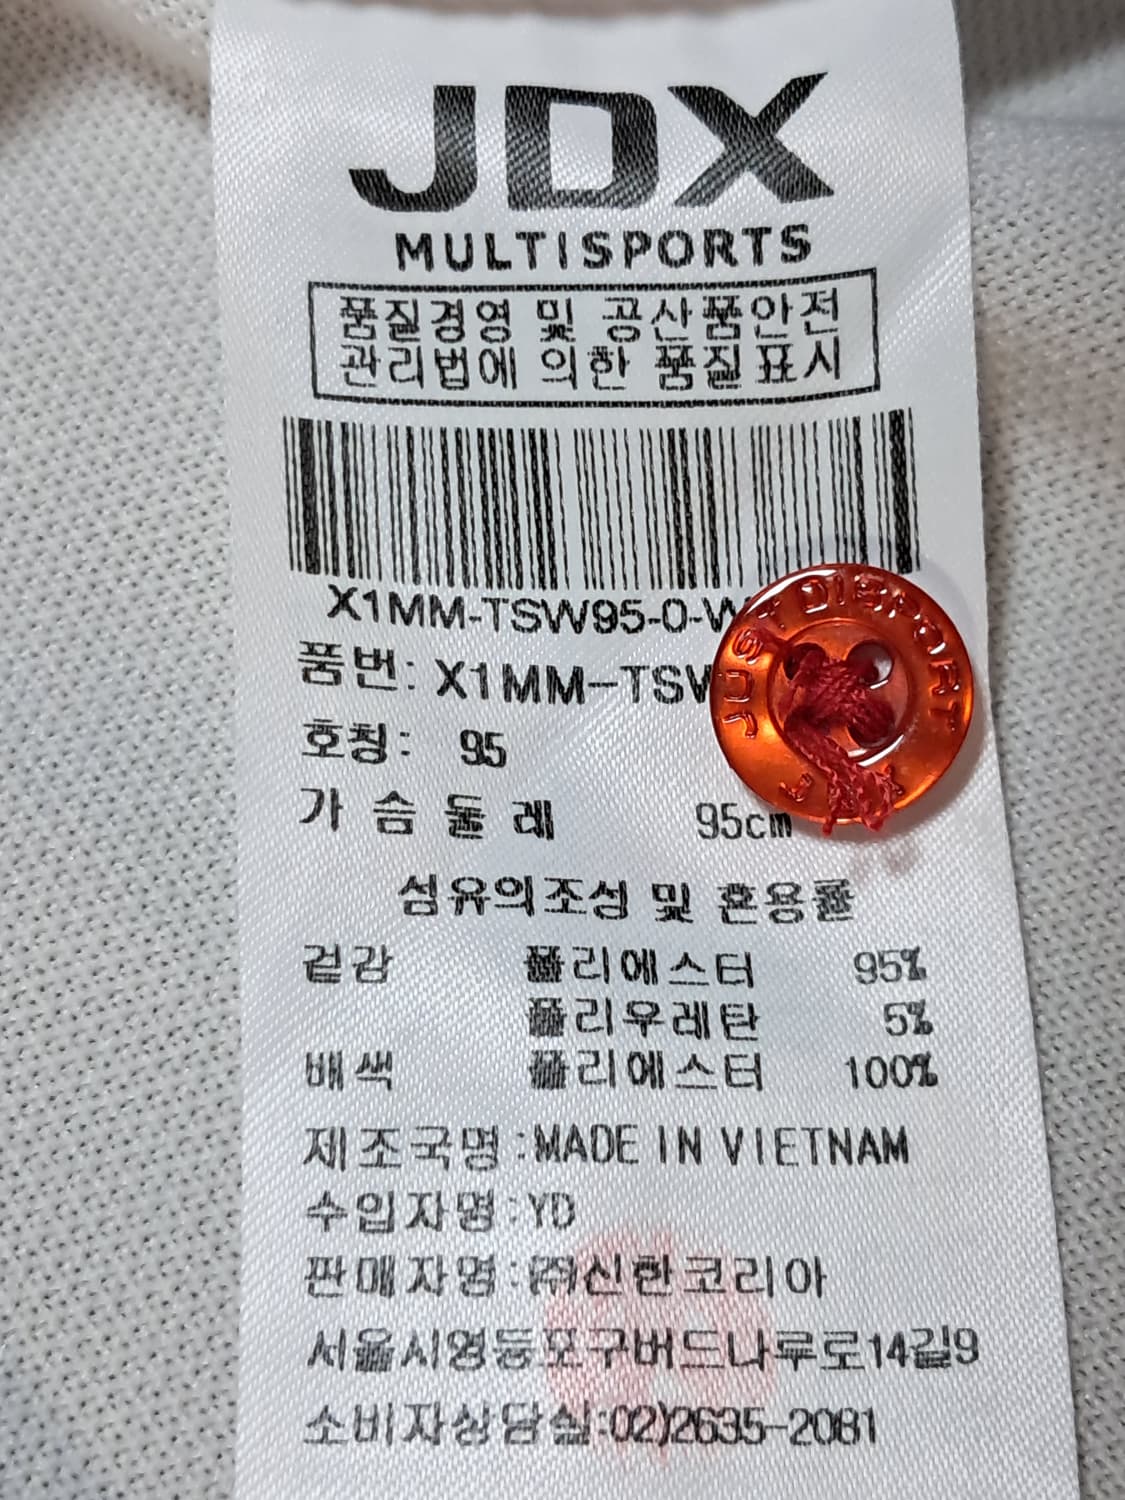 JDX
MULTISPORTS
품질경영 및 공산품안전
관리법에 의한 품질표시
X1MM-TSW95-0-W
품번: X1MM-TSW
호칭: 95
가슴둘레 95cm
섬유의조성 및 혼용률
겉감 폴리에스터 95%
폴리우레탄 5%
배색 폴리에스터 100%
제조국명:MADE IN VIETNAM
수입자명:YD
판매자명:㈜신한코리아
서울시영등포구버드나루로14길9
소비자상담실:02)2635-2081
JUST DISPORT